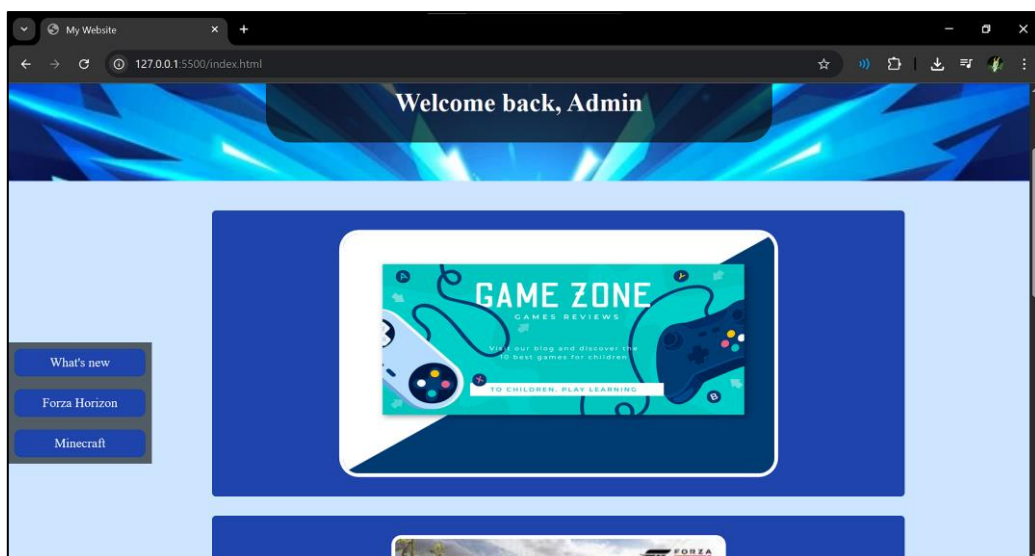 My Website
127.0.0.1:5500/index.html
Welcome back, Admin
What's new
Forza Horizon
Minecraft
A
Y
GAME ZONE
GAMES REVIEWS
Visit our blog and discover the
10 best games for children
X
TO CHILDREN. PLAY LEARNING
B
FORZA